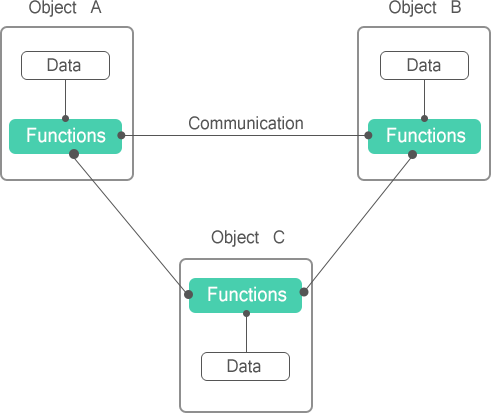 Object A
Object B
Data
Data
Functions
Communication
Functions
Object C
Functions
Data